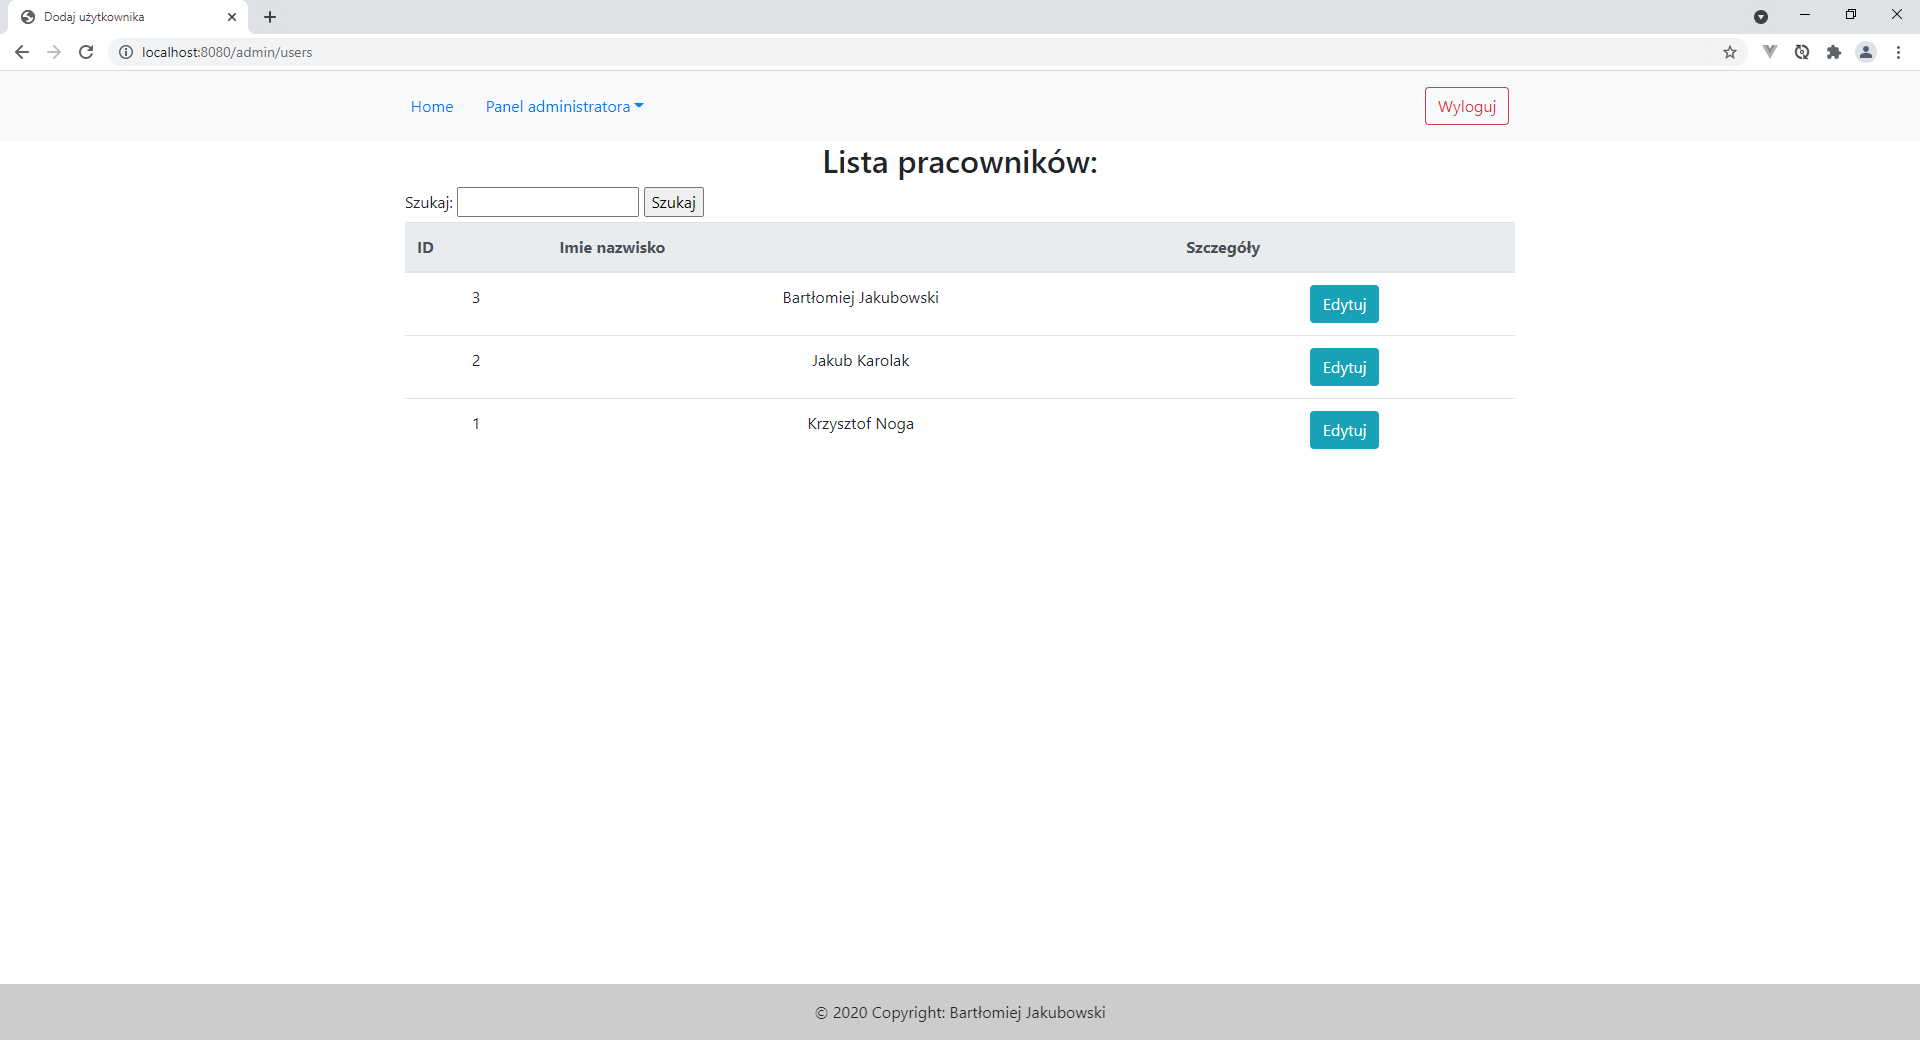 Dodaj użytkownika
localhost:8080/admin/users
Home Panel administratora Wyloguj
Lista pracowników:
Szukaj: Szukaj
ID Imie nazwisko Szczegóły
3 Bartłomiej Jakubowski Edytuj
2 Jakub Karolak Edytuj
1 Krzysztof Noga Edytuj
© 2020 Copyright: Bartłomiej Jakubowski